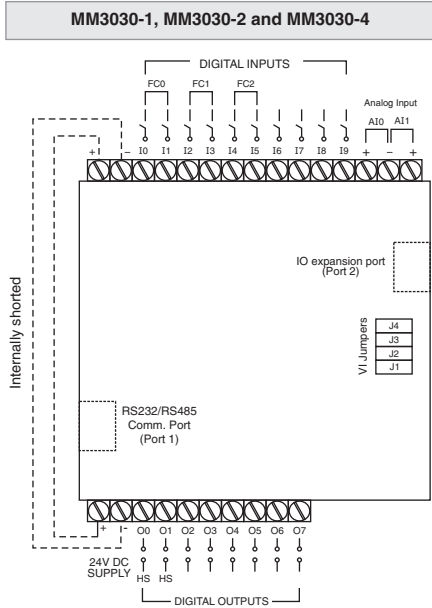 MM3030-1, MM3030-2 and MM3030-4
DIGITAL INPUTS
FC0 FC1 FC2
Analog Input
AI0 AI1
+ - I0 I1 I2 I3 I4 I5 I6 I7 I8 I9 + - +
Internally shorted
IO expansion port
(Port 2)
VI Jumpers
J4
J3
J2
J1
RS232/RS485
Comm. Port
(Port 1)
+ - O0 O1 O2 O3 O4 O5 O6 O7
24V DC
SUPPLY
HS HS
DIGITAL OUTPUTS